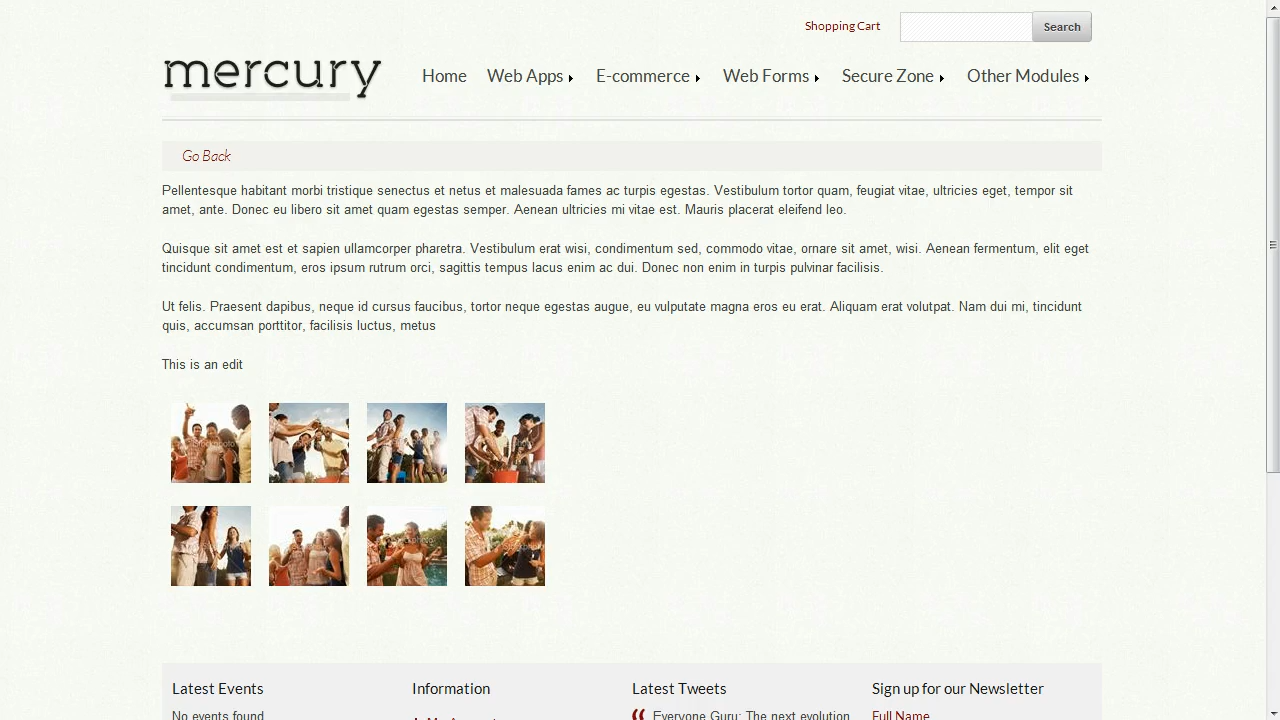 Shopping Cart
Search
mercury
Home Web Apps E-commerce Web Forms Secure Zone Other Modules
Go Back
Pellentesque habitant morbi tristique senectus et netus et malesuada fames ac turpis egestas. Vestibulum tortor quam, feugiat vitae, ultricies eget, tempor sit
amet, ante. Donec eu libero sit amet quam egestas semper. Aenean ultricies mi vitae est. Mauris placerat eleifend leo.
Quisque sit amet est et sapien ullamcorper pharetra. Vestibulum erat wisi, condimentum sed, commodo vitae, ornare sit amet, wisi. Aenean fermentum, elit eget
tincidunt condimentum, eros ipsum rutrum orci, sagittis tempus lacus enim ac dui. Donec non enim in turpis pulvinar facilisis.
Ut felis. Praesent dapibus, neque id cursus faucibus, tortor neque egestas augue, eu vulputate magna eros eu erat. Aliquam erat volutpat. Nam dui mi, tincidunt
quis, accumsan porttitor, facilisis luctus, metus
This is an edit
Latest Events
Information
Latest Tweets
Sign up for our Newsletter
No events found
Everyone Guru: The next evolution
Full Name